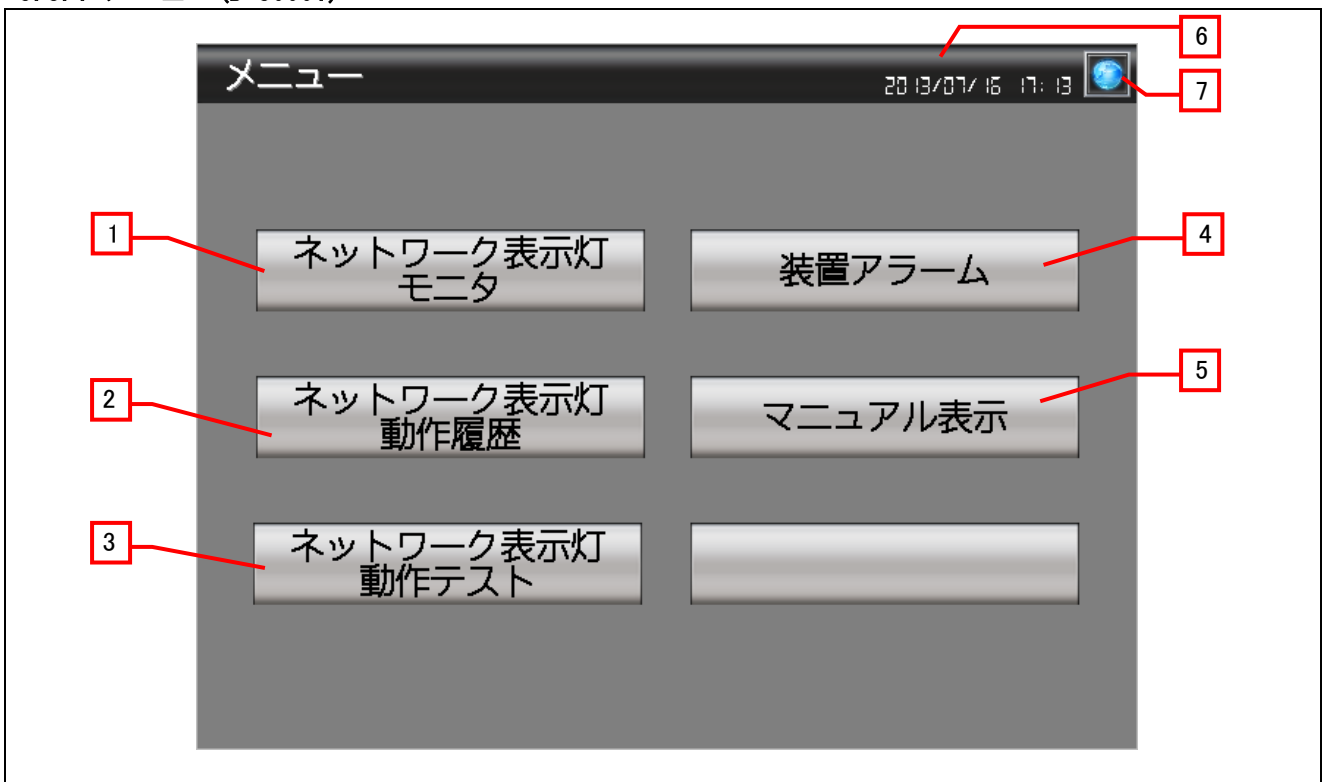 メニュー
2013/07/16 17:13
6
7
1
ネットワーク表示灯
モニタ
装置アラーム
4
2
ネットワーク表示灯
動作履歴
マニュアル表示
5
3
ネットワーク表示灯
動作テスト